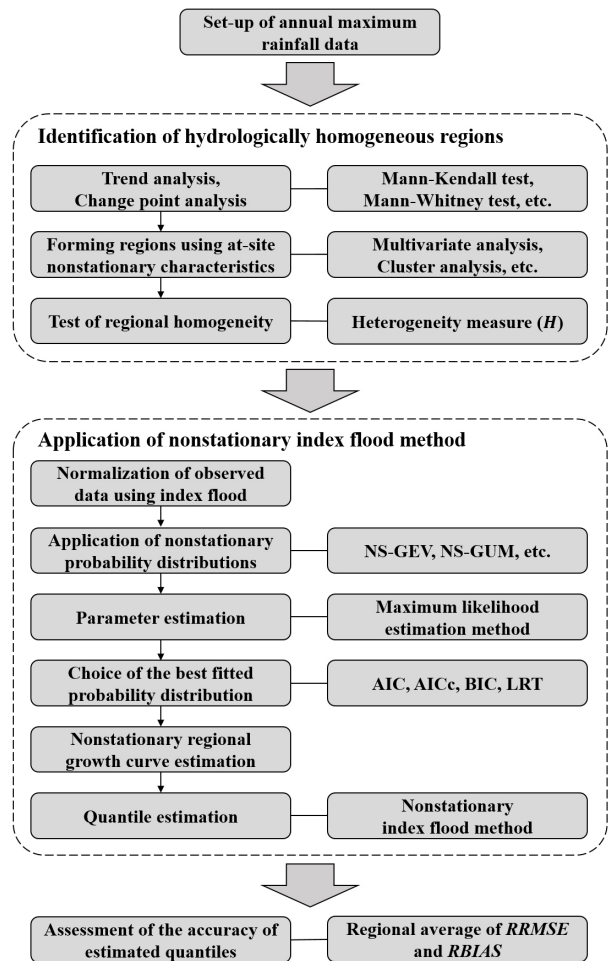 Set-up of annual maximum
rainfall data
Identification of hydrologically homogeneous regions
Trend analysis,
Change point analysis
Mann-Kendall test,
Mann-Whitney test, etc.
Forming regions using at-site
nonstationary characteristics
Multivariate analysis,
Cluster analysis, etc.
Test of regional homogeneity
Heterogeneity measure (H)
Application of nonstationary index flood method
Normalization of observed
data using index flood
Application of nonstationary
probability distributions
NS-GEV, NS-GUM, etc.
Parameter estimation
Maximum likelihood
estimation method
Choice of the best fitted
probability distribution
AIC, AICc, BIC, LRT
Nonstationary regional
growth curve estimation
Quantile estimation
Nonstationary
index flood method
Assessment of the accuracy of
estimated quantiles
Regional average of RRMSE
and RBIAS